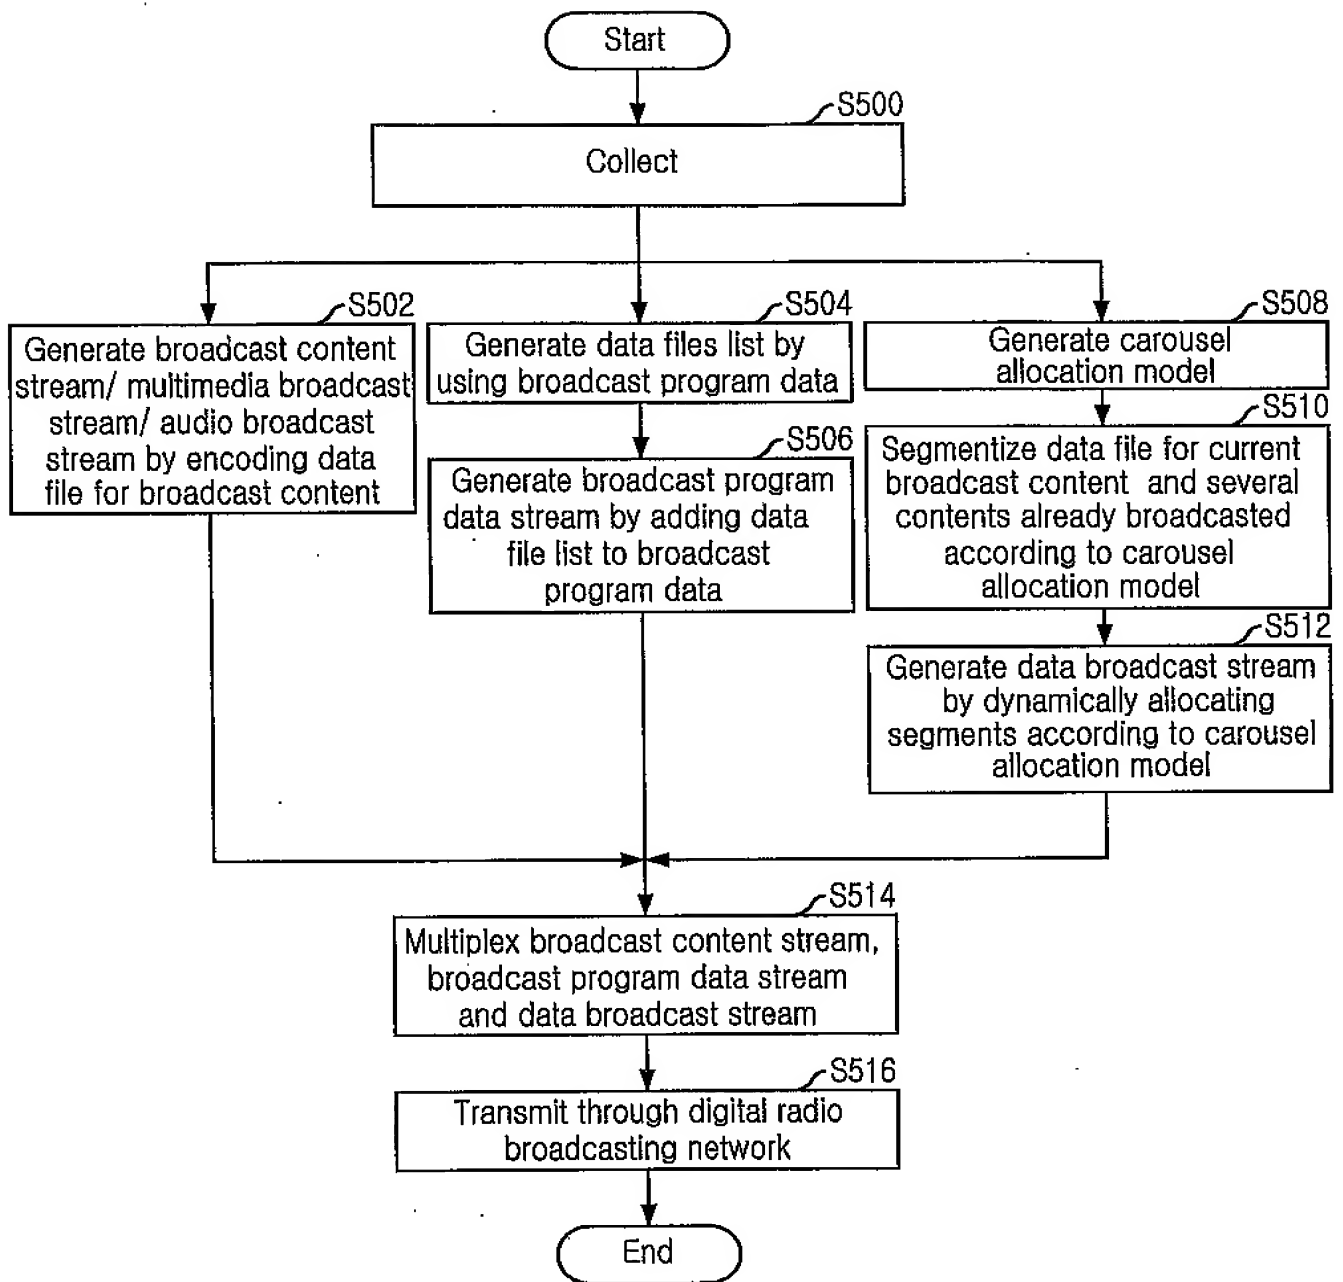 Start
S500
Collect
S502
Generate broadcast content
stream/ multimedia broadcast
stream/ audio broadcast
stream by encoding data
file for broadcast content
S504
Generate data files list by
using broadcast program data
S506
Generate broadcast program
data stream by adding data
file list to broadcast
program data
S508
Generate carousel
allocation model
S510
Segmentize data file for current
broadcast content and several
contents already broadcasted
according to carousel
allocation model
S512
Generate data broadcast stream
by dynamically allocating
segments according to carousel
allocation model
S514
Multiplex broadcast content stream,
broadcast program data stream
and data broadcast stream
S516
Transmit through digital radio
broadcasting network
End